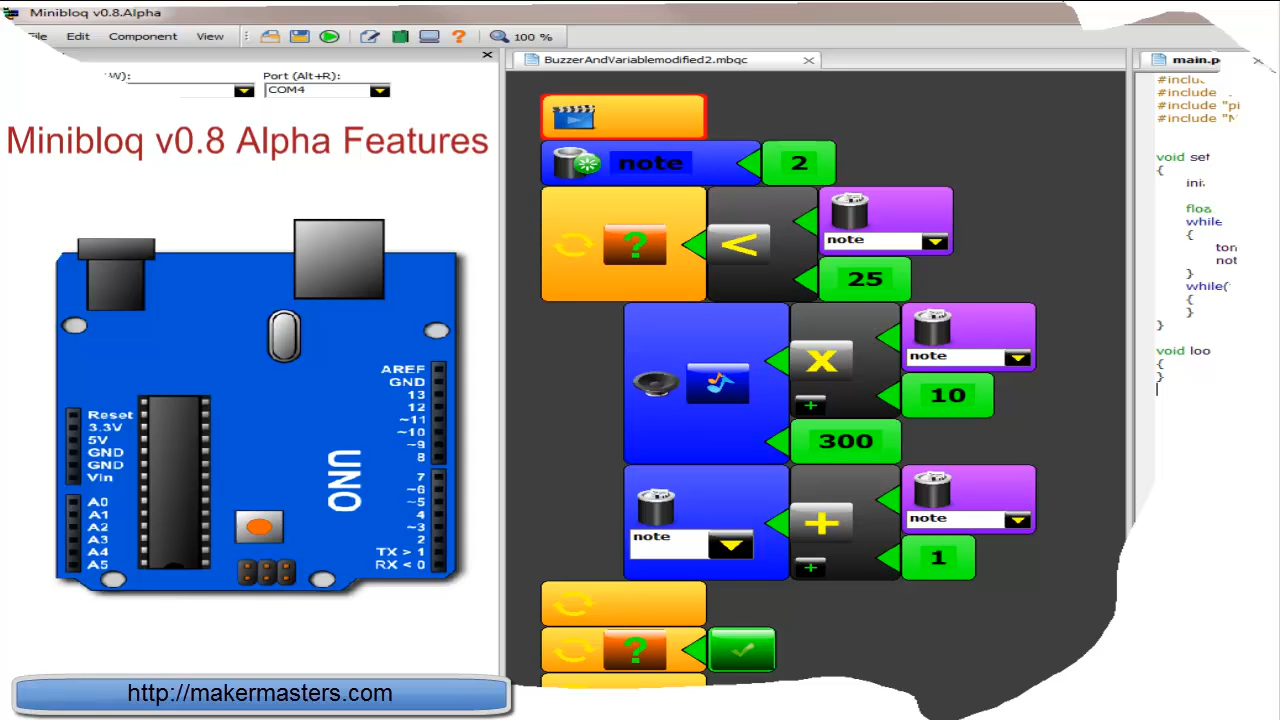 Minibloq v0.8.Alpha
File Edit Component View 100 %
W): Port (Alt+R):
COM4
Minibloq v0.8 Alpha Features
AREF
GND
13
12
~11
~10
~9
8
7
~6
~5
4
~3
2
TX > 1
RX < 0
Reset
3.3V
5V
GND
GND
Vin
A0
A1
A2
A3
A4
A5
UNO
http://makermasters.com
BuzzerAndVariablemodified2.mbqc
note 2
? < note
25
x note
+ 10
300
note + note
+ 1
?
main.
#inclu
#include
#include "pi
#include "M
void set
{
ini
floa
while
{
ton
not
}
while(
{
}
}
void loo
{
}